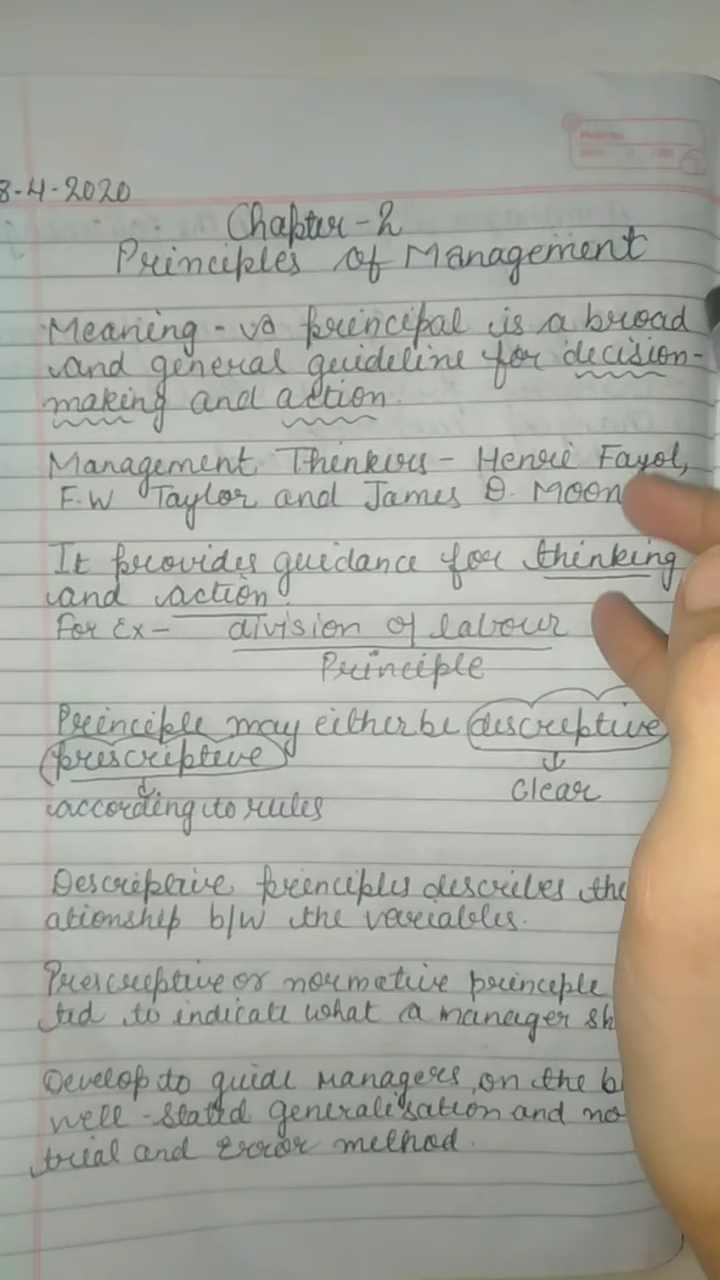 8-4-2020
Chapter-2
Principles of Management
Meaning - a principal is a broad
and general guideline for decision-
making and action.
Management Thinkers - Henri Fayol,
F.W Taylor and James D. Moon
It provides guidance for thinking
and action.
For Ex - division of labour
Principle
Principle may either be descriptive
prescriptive
Clear
according to rules
Descriptive principles describes the
ationship b/w the variables.
Prescriptive or normative principle
ted to indicate what a manager sh
Develop to guide managers on the b
well-stated generalisation and no
trial and Error method.